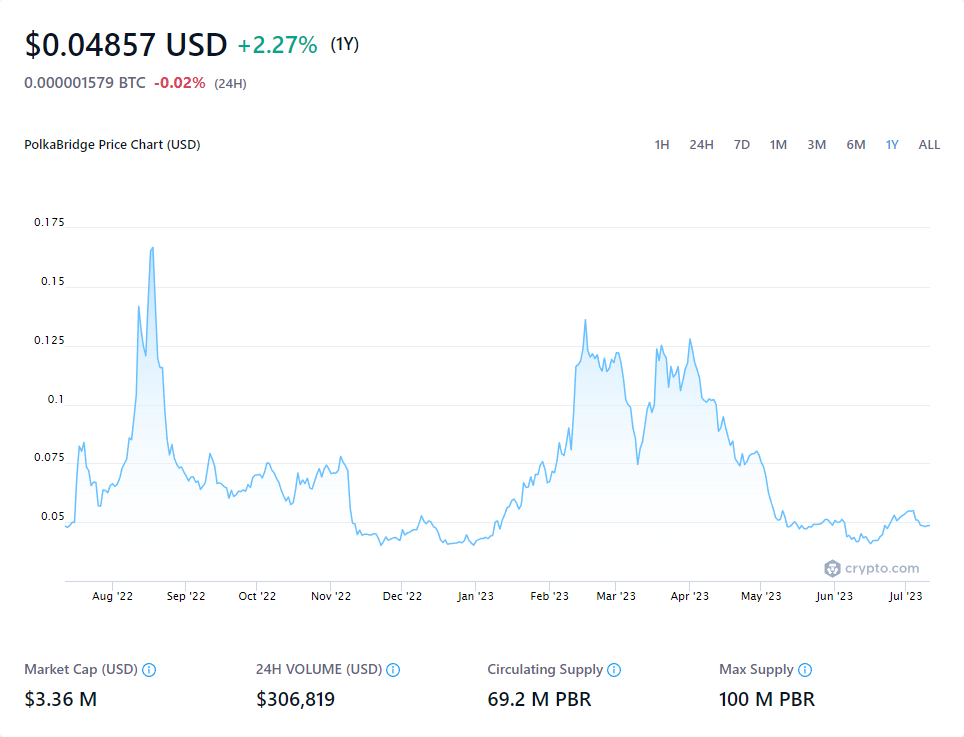 $0.04857 USD +2.27% (1Y)
0.000001579 BTC -0.02% (24H)
PolkaBridge Price Chart (USD) 1H 24H 7D 1M 3M 6M 1Y ALL
0.175
0.15
0.125
0.1
0.075
0.05
crypto.com
Aug '22 Sep '22 Oct '22 Nov '22 Dec '22 Jan '23 Feb '23 Mar '23 Apr '23 May '23 Jun '23 Jul '23
Market Cap (USD) 24H VOLUME (USD) Circulating Supply Max Supply
$3.36 M $306,819 69.2 M PBR 100 M PBR